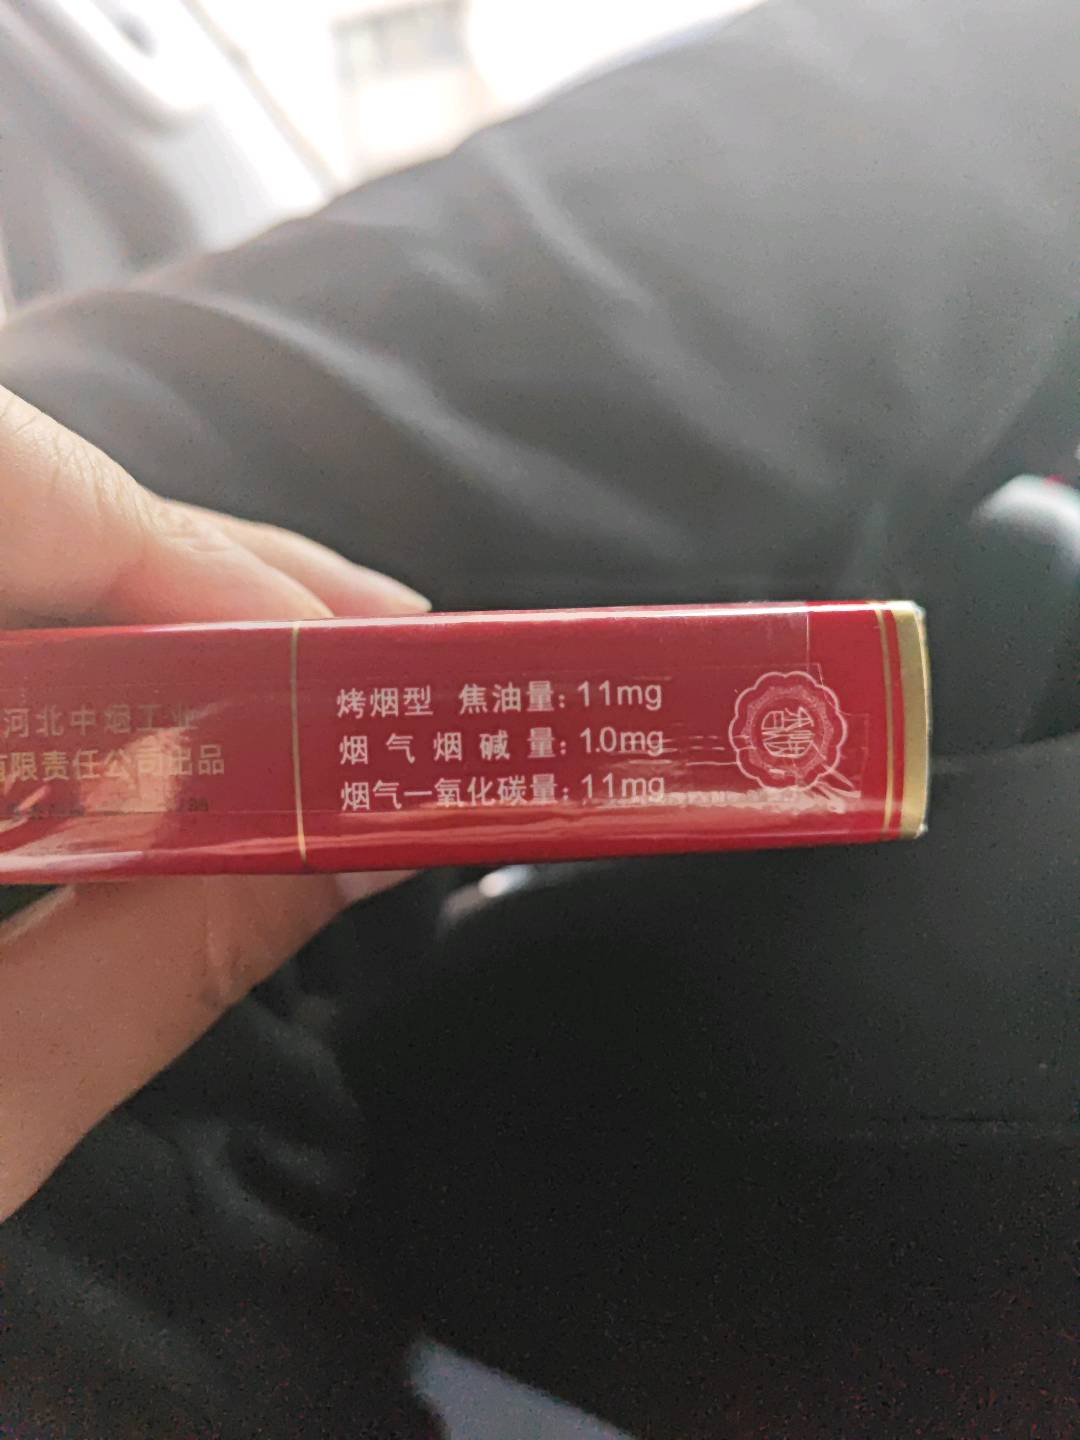 河北中烟工业
有限责任公司出品
烤烟型 焦油量：11mg
烟气烟碱量：1.0mg
烟气一氧化碳量：11mg